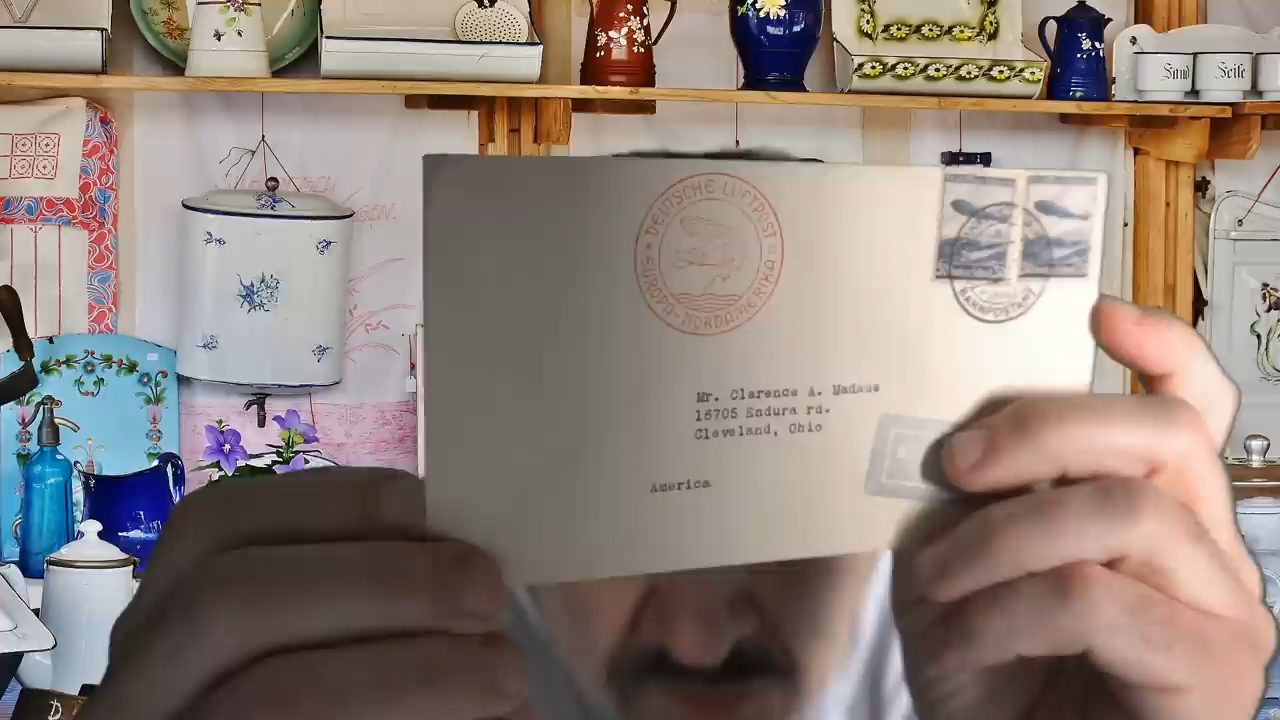 Sand
Seife
DEUTSCHE LUFTPOST
EUROPA-NORDAMERIKA
Mr. Clarence A. Madaus
16705 Endura rd.
Cleveland, Ohio
America